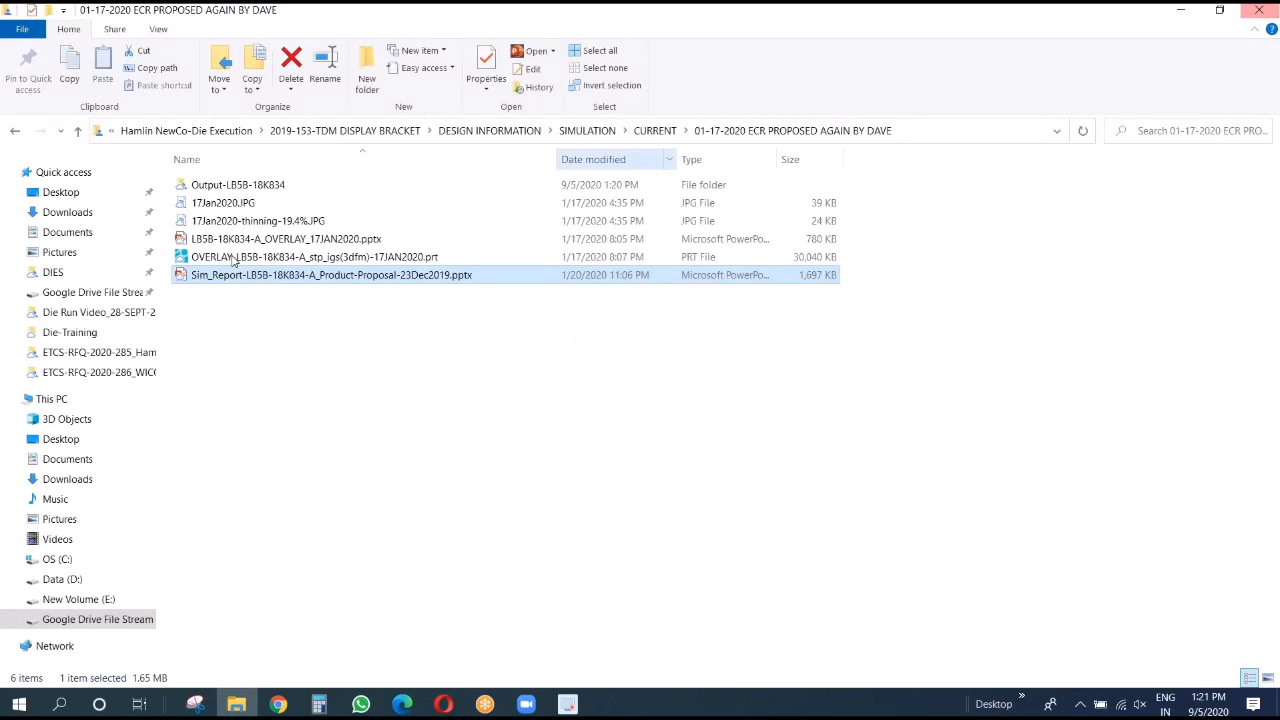 01-17-2020 ECR PROPOSED AGAIN BY DAVE
File Home Share View
Pin to Quick access
Copy
Paste
Cut
Copy path
Paste shortcut
Clipboard
Move to
Copy to
Delete
Rename
Organize
New folder
New item
Easy access
New
Properties
Open
Edit
History
Open
Select all
Select none
Invert selection
Select
« Hamlin NewCo-Die Execution › 2019-153-TDM DISPLAY BRACKET › DESIGN INFORMATION › SIMULATION › CURRENT › 01-17-2020 ECR PROPOSED AGAIN BY DAVE
Search 01-17-2020 ECR PRO...
Name Date modified Type Size
Output-LB5B-18K834 9/5/2020 1:20 PM File folder
17Jan2020.JPG 1/17/2020 4:35 PM JPG File 39 KB
17Jan2020-thinning-19.4%.JPG 1/17/2020 4:35 PM JPG File 24 KB
LB5B-18K834-A_OVERLAY_17JAN2020.pptx 1/17/2020 8:05 PM Microsoft PowerPo... 780 KB
OVERLAY_LB5B-18K834-A_stp_igs(3dfm)-17JAN2020.prt 1/17/2020 8:07 PM PRT File 30,040 KB
Sim_Report-LB5B-18K834-A_Product-Proposal-23Dec2019.pptx 1/20/2020 11:06 PM Microsoft PowerPo... 1,697 KB
Quick access
Desktop
Downloads
Documents
Pictures
DIES
Google Drive File Strea
Die Run Video_28-SEPT-2
Die-Training
ETCS-RFQ-2020-285_Ham
ETCS-RFQ-2020-286_WICO
This PC
3D Objects
Desktop
Documents
Downloads
Music
Pictures
Videos
OS (C:)
Data (D:)
New Volume (E:)
Google Drive File Stream
Network
6 items 1 item selected 1.65 MB
Desktop
»
ENG
IN
1:21 PM
9/5/2020